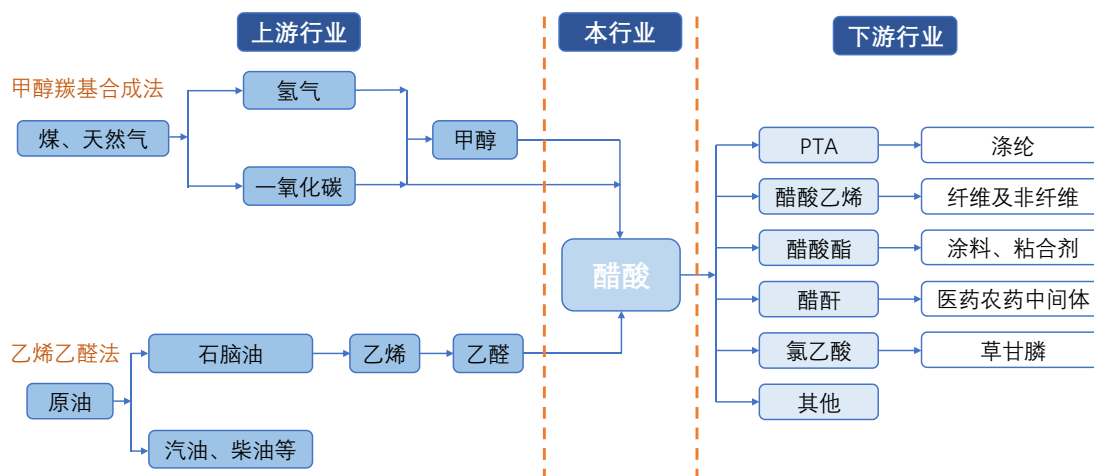 上游行业
本行业
下游行业
甲醇羰基合成法
煤、天然气
氢气
一氧化碳
甲醇
乙烯乙醛法
原油
石脑油
乙烯
乙醛
汽油、柴油等
醋酸
PTA
涤纶
醋酸乙烯
纤维及非纤维
醋酸酯
涂料、粘合剂
醋酐
医药农药中间体
氯乙酸
草甘膦
其他